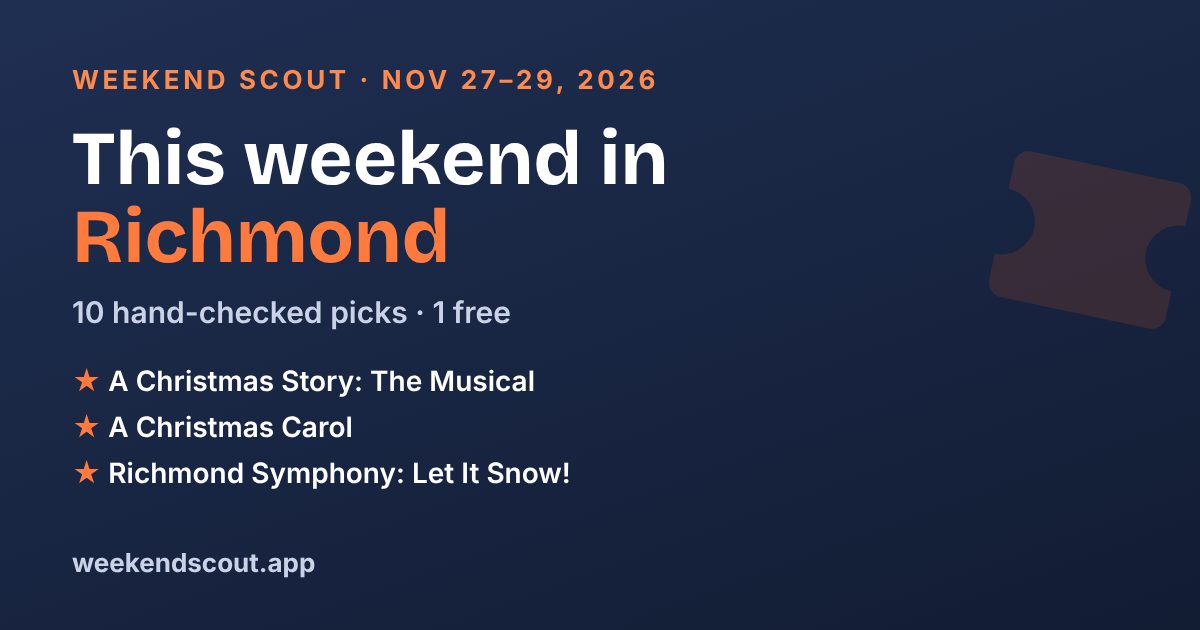 WEEKEND SCOUT · NOV 27–29, 2026
This weekend in
Richmond
10 hand-checked picks · 1 free
★ A Christmas Story: The Musical
★ A Christmas Carol
★ Richmond Symphony: Let It Snow!
weekendscout.app